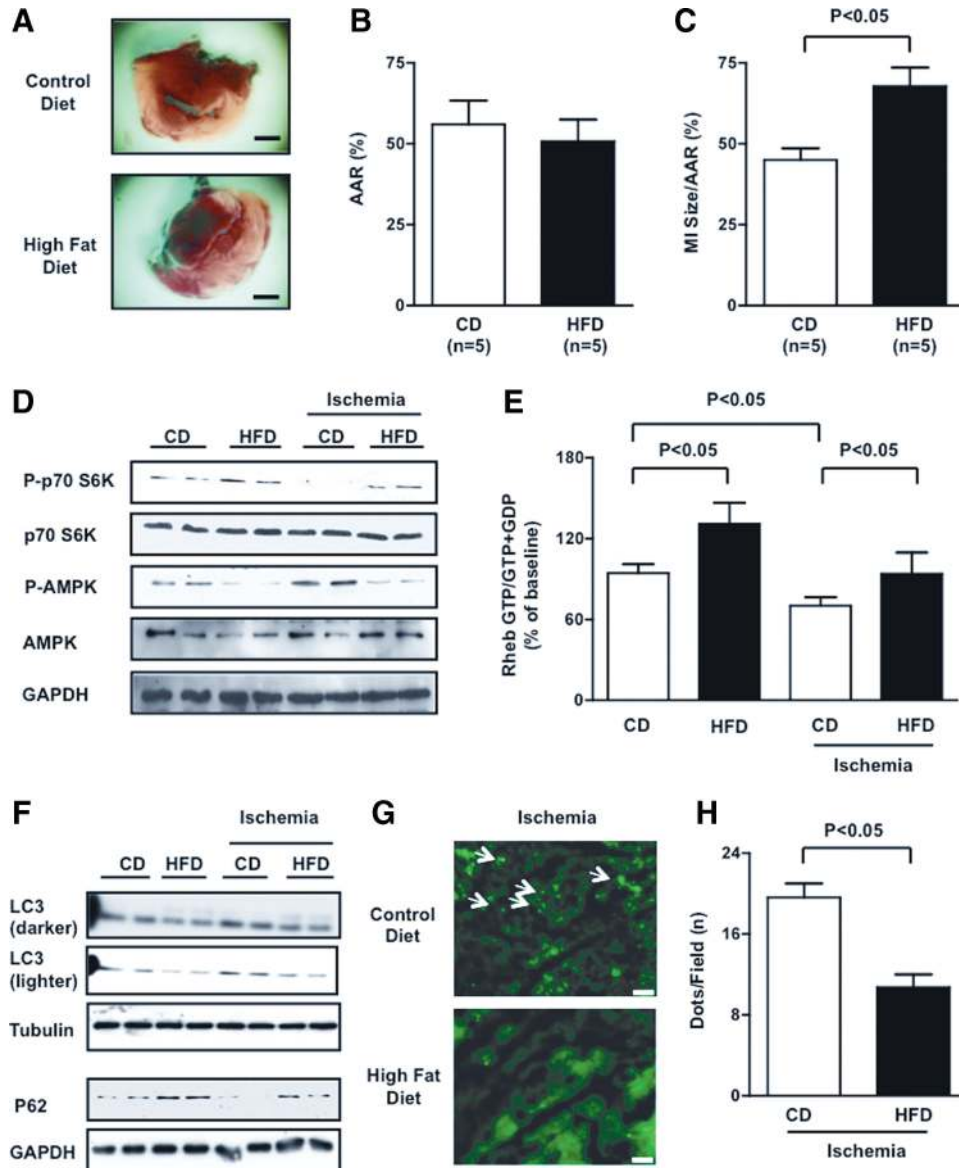 A
Control
Diet
High Fat
Diet
B
AAR (%)
75
50
25
0
CD
(n=5)
HFD
(n=5)
C
P<0.05
MI Size/AAR (%)
75
50
25
0
CD
(n=5)
HFD
(n=5)
D
Ischemia
CD HFD CD HFD
P-p70 S6K
p70 S6K
P-AMPK
AMPK
GAPDH
E
P<0.05
P<0.05 P<0.05
Rheb GTP/GTP+GDP
(% of baseline)
180
120
60
0
CD HFD CD HFD
Ischemia
F
Ischemia
CD HFD CD HFD
LC3
(darker)
LC3
(lighter)
Tubulin
P62
GAPDH
G
Ischemia
Control
Diet
High Fat
Diet
H
P<0.05
Dots/Field (n)
24
16
8
0
CD HFD
Ischemia